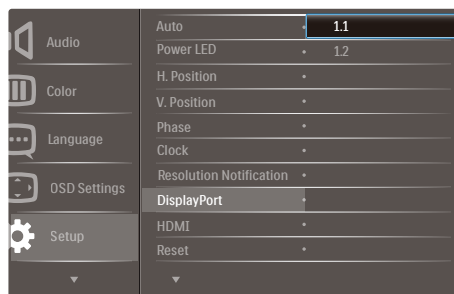 Audio
Color
Language
OSD Settings
Setup
Auto
Power LED
H. Position
V. Position
Phase
Clock
Resolution Notification
DisplayPort
HDMI
Reset
1.1
1.2